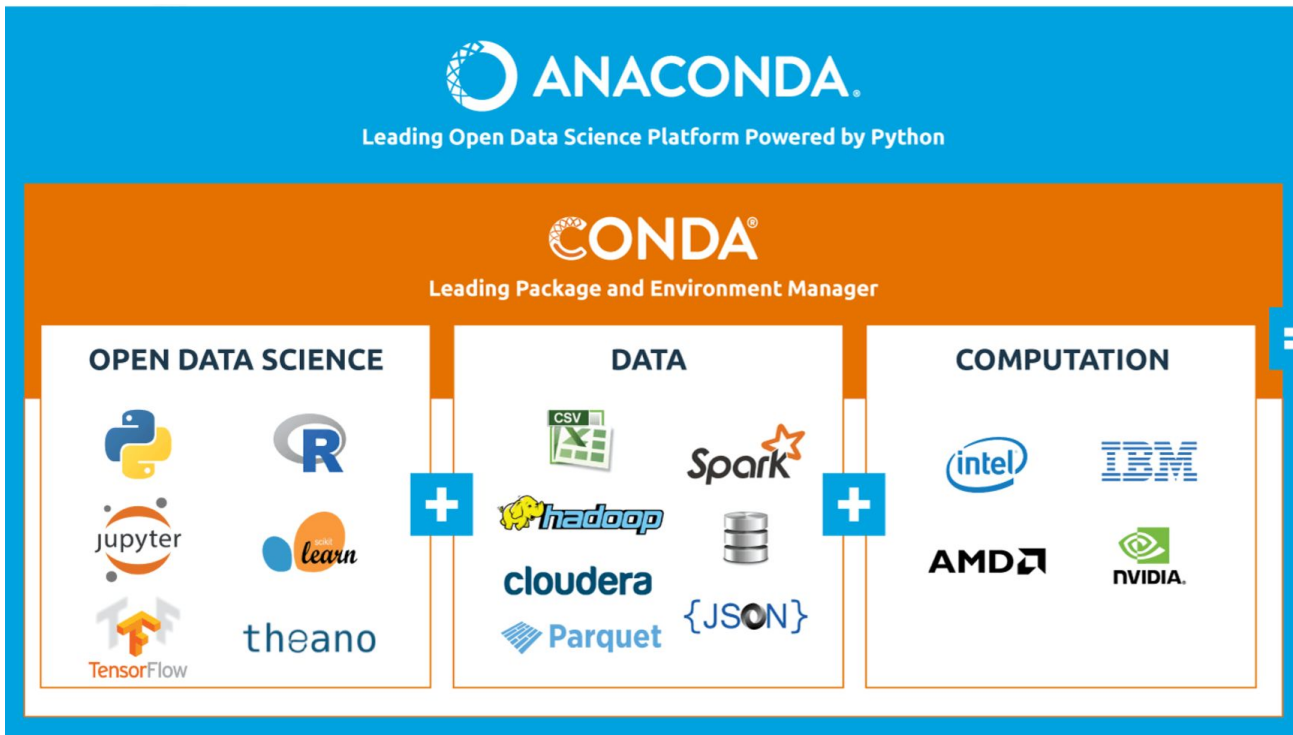 ANACONDA®
Leading Open Data Science Platform Powered by Python
CONDA®
Leading Package and Environment Manager
OPEN DATA SCIENCE
R
jupyter
scikit
learn
TensorFlow
theano
+
DATA
CSV
X
Spark
hadoop
cloudera
{JSON}
Parquet
+
COMPUTATION
intel
IBM
AMD
nVIDIA.
=